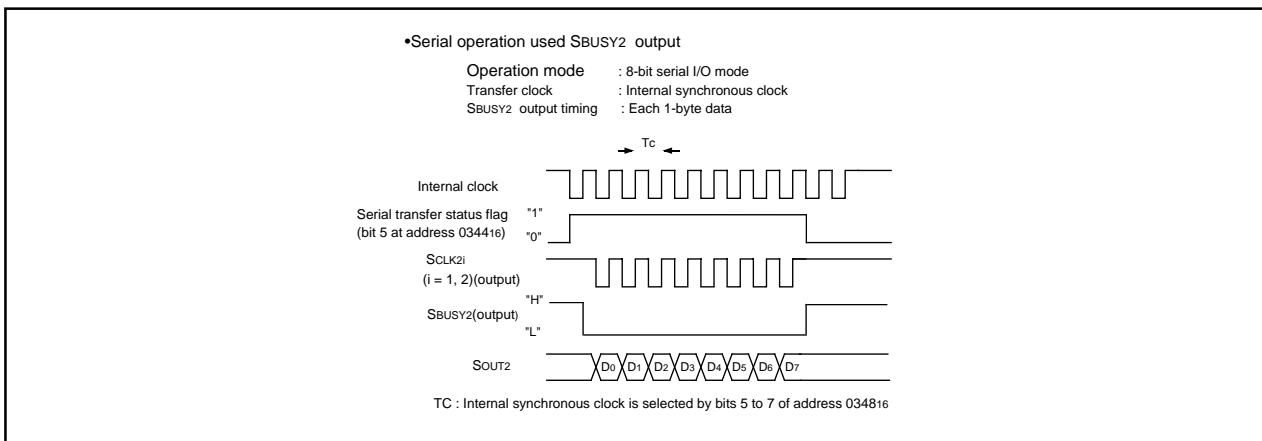 •Serial operation used SBUSY2 output
Operation mode : 8-bit serial I/O mode
Transfer clock : Internal synchronous clock
SBUSY2 output timing : Each 1-byte data
Tc
Internal clock
Serial transfer status flag "1"
(bit 5 at address 034416) "0"
SCLK2i
(i = 1, 2)(output)
"H"
SBUSY2(output)
"L"
SOUT2 D0 D1 D2 D3 D4 D5 D6 D7
TC : Internal synchronous clock is selected by bits 5 to 7 of address 034816